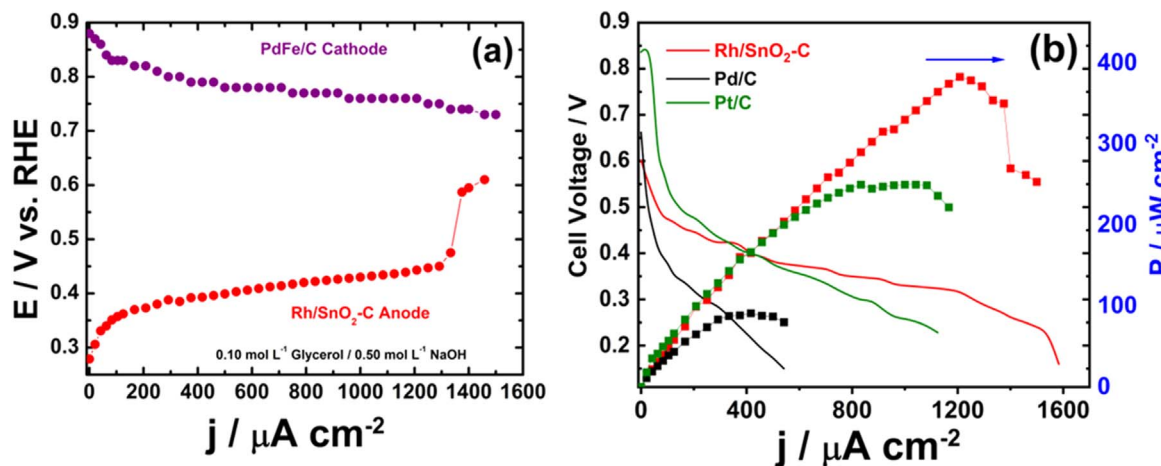 (a)
PdFe/C Cathode
Rh/SnO₂-C Anode
0.10 mol L⁻¹ Glycerol / 0.50 mol L⁻¹ NaOH
E / V vs. RHE
0.9
0.8
0.7
0.6
0.5
0.4
0.3
0 200 400 600 800 1000 1200 1400 1600
j / μA cm⁻²
(b)
Rh/SnO₂-C
Pd/C
Pt/C
Cell Voltage / V
0.9
0.8
0.7
0.6
0.5
0.4
0.3
0.2
0 400 800 1200 1600
j / μA cm⁻²
400
300
200
100
0
P / μW cm⁻²